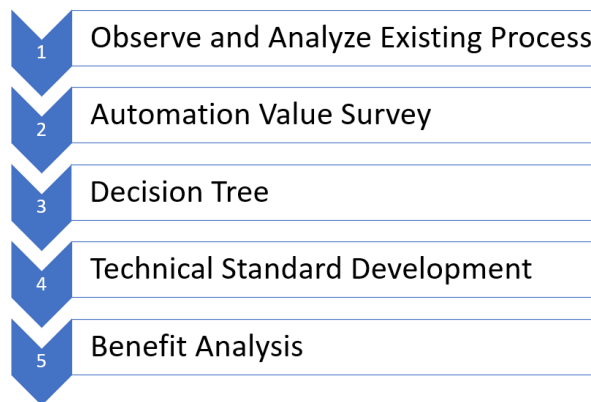 1
Observe and Analyze Existing Process
2
Automation Value Survey
3
Decision Tree
4
Technical Standard Development
5
Benefit Analysis